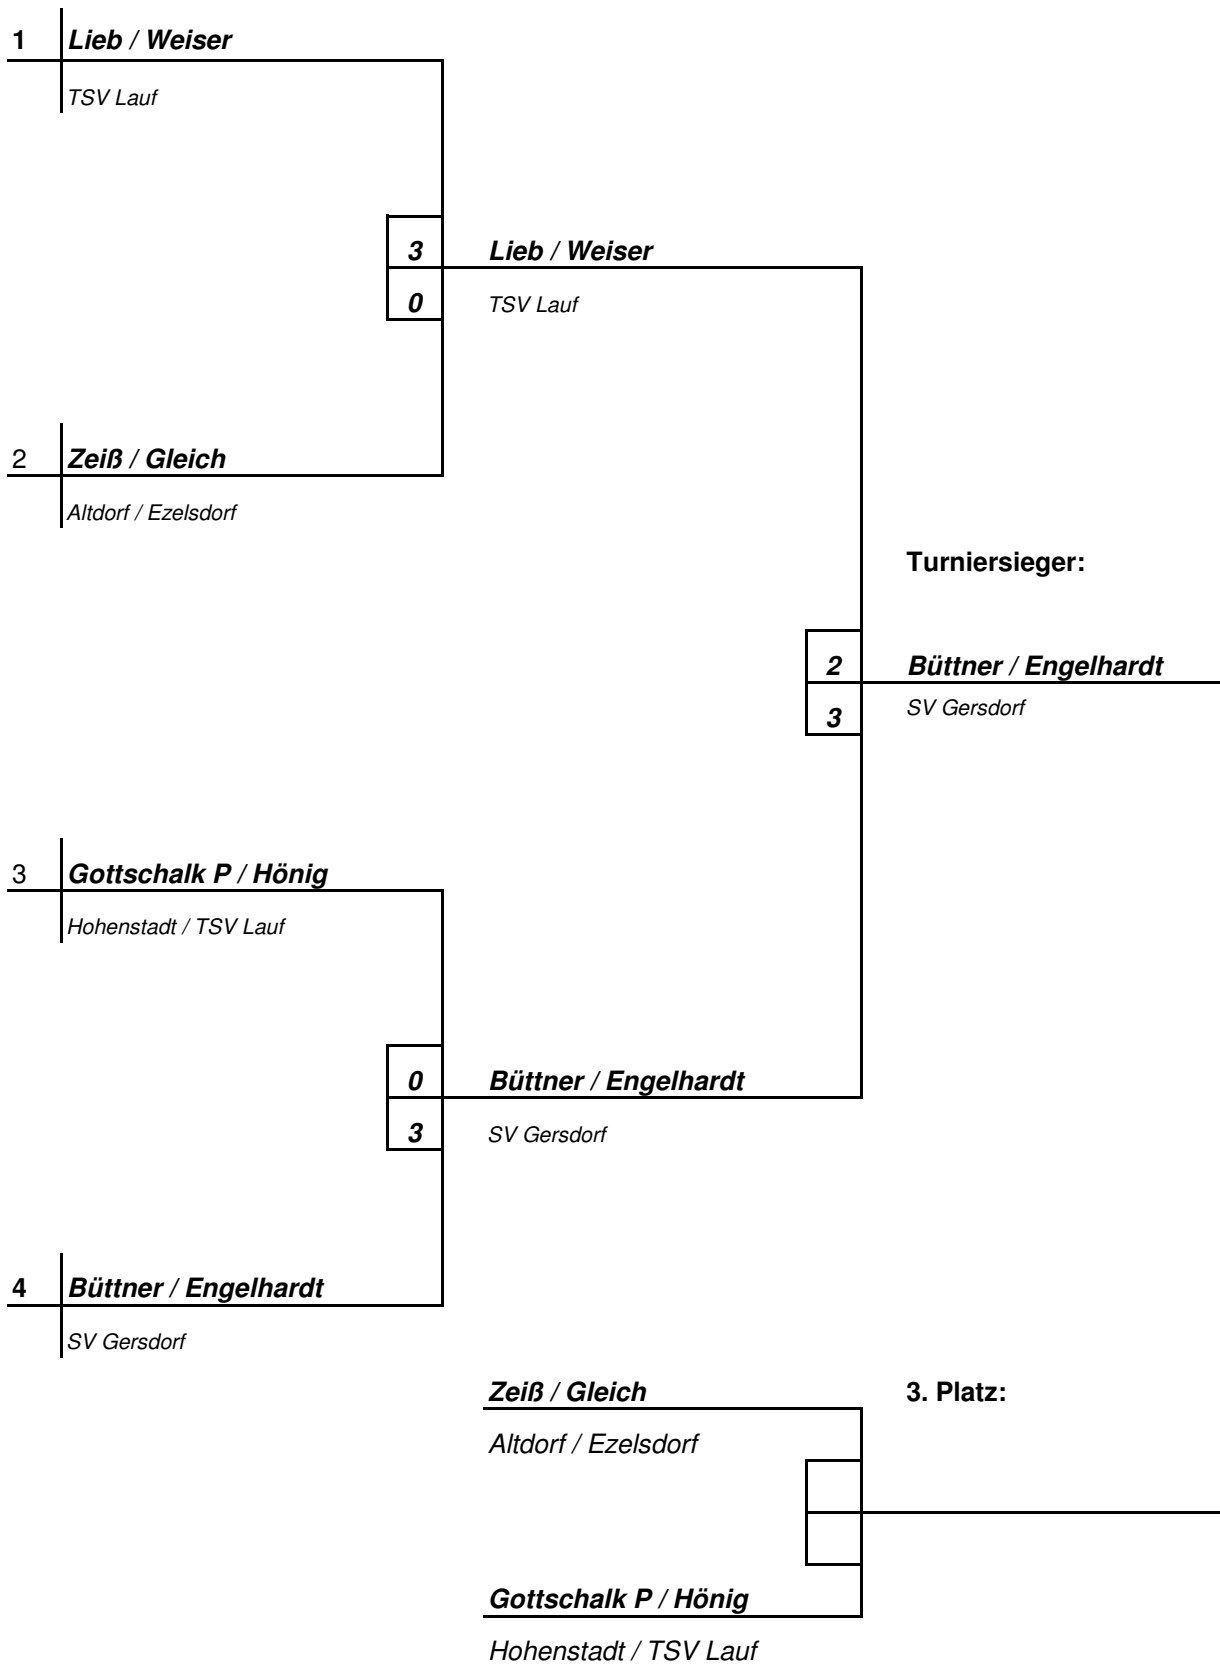 1 Lieb / Weiser
TSV Lauf
3 Lieb / Weiser
0 TSV Lauf
2 Zeiß / Gleich
Altdorf / Ezelsdorf
Turniersieger:
2 Büttner / Engelhardt
3 SV Gersdorf
3 Gottschalk P / Hönig
Hohenstadt / TSV Lauf
0 Büttner / Engelhardt
3 SV Gersdorf
4 Büttner / Engelhardt
SV Gersdorf
Zeiß / Gleich 3. Platz:
Altdorf / Ezelsdorf
Gottschalk P / Hönig
Hohenstadt / TSV Lauf